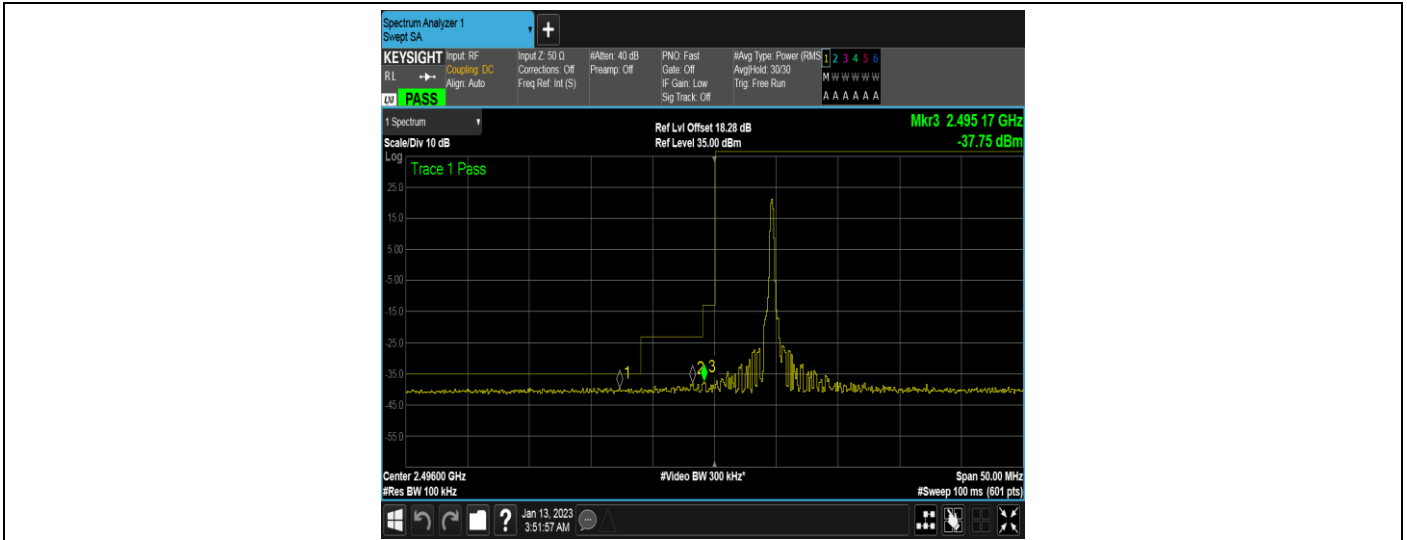 Spectrum Analyzer 1
Swept SA
+
KEYSIGHT Input: RF Input Z: 50 Ω #Atten: 40 dB PNO: Fast #Avg Type: Power (RMS 1 2 3 4 5 6
RL Coupling: DC Corrections: Off Preamp: Off Gate: Off Avg|Hold: 30/30 M W W W W W
Align: Auto Freq Ref: Int (S) IF Gain: Low Trig: Free Run
LXI PASS Sig Track: Off A A A A A A
1 Spectrum Ref Lvl Offset 18.28 dB Mkr3 2.495 17 GHz
Scale/Div 10 dB Ref Level 35.00 dBm -37.75 dBm
Log
Trace 1 Pass
25.0
15.0
5.00
-5.00
-15.0
-25.0
-35.0
1 2 3
-45.0
-55.0
Center 2.49600 GHz #Video BW 300 kHz* Span 50.00 MHz
#Res BW 100 kHz #Sweep 100 ms (601 pts)
? Jan 13, 2023
3:51:57 AM